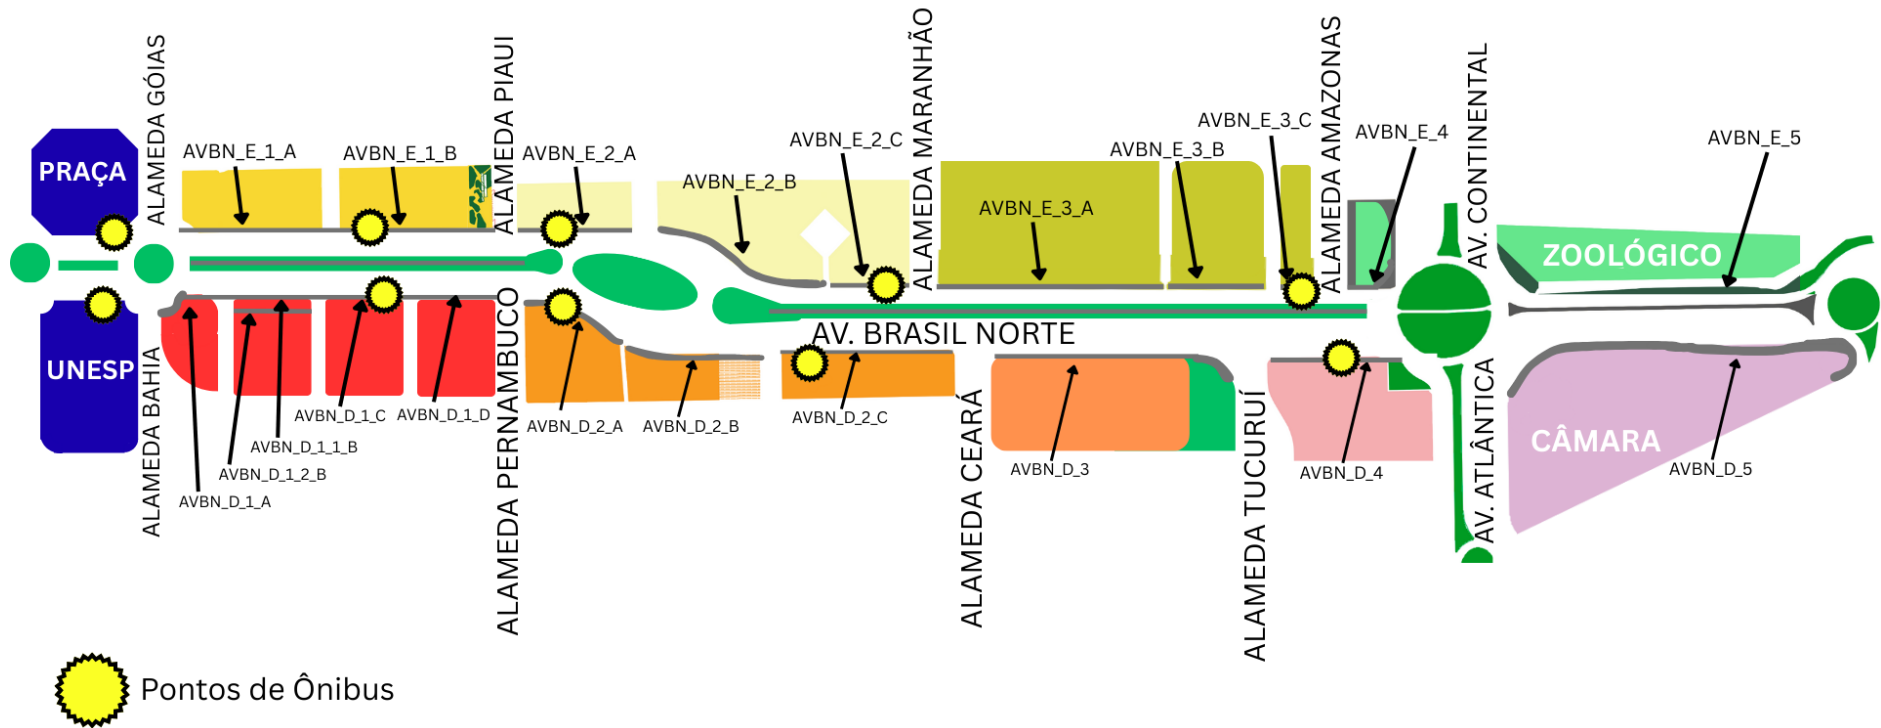 ALAMEDA GÓIAS
ALAMEDA PIAUI
ALAMEDA MARANHÃO
ALAMEDA AMAZONAS
AV. CONTINENTAL
PRAÇA
AVBN_E_1_A
AVBN_E_1_B
AVBN_E_2_A
AVBN_E_2_B
AVBN_E_2_C
AVBN_E_3_A
AVBN_E_3_B
AVBN_E_3_C
AVBN_E_4
AVBN_E_5
ZOOLÓGICO
AV. BRASIL NORTE
UNESP
ALAMEDA BAHIA
ALAMEDA PERNAMBUCO
ALAMEDA CEARÁ
ALAMEDA TUCURUÍ
AV. ATLÂNTICA
AVBN_D_1_A
AVBN_D_1_2_B
AVBN_D_1_1_B
AVBN_D_1_C
AVBN_D_1_D
AVBN_D_2_A
AVBN_D_2_B
AVBN_D_2_C
AVBN_D_3
AVBN_D_4
AVBN_D_5
CÂMARA
Pontos de Ônibus